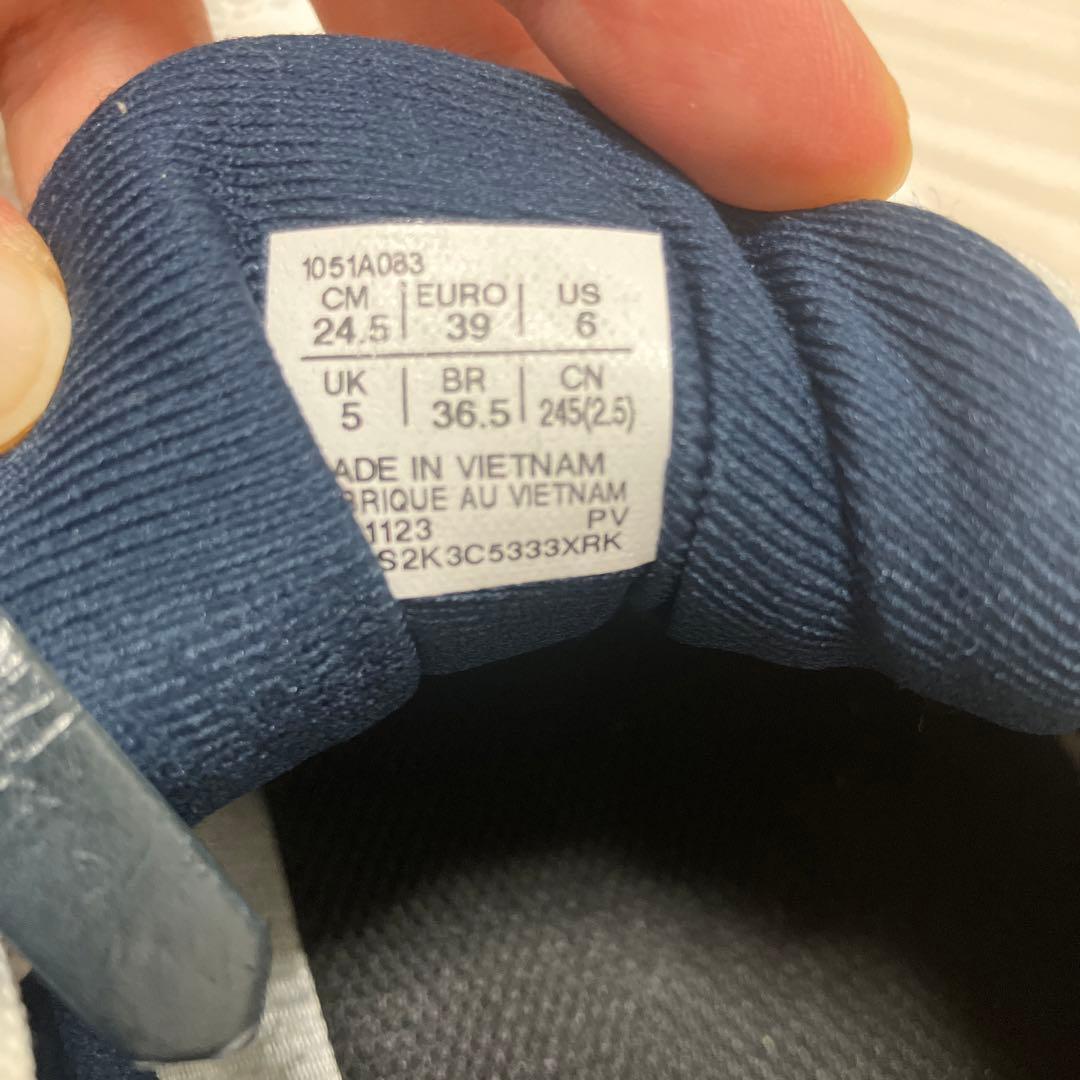 1051A083
CM EURO US
24.5 39 6
UK BR CN
5 36.5 245(2.5)
ADE IN VIETNAM
BRIQUE AU VIETNAM
1123 PV
S2K3C5333XRK